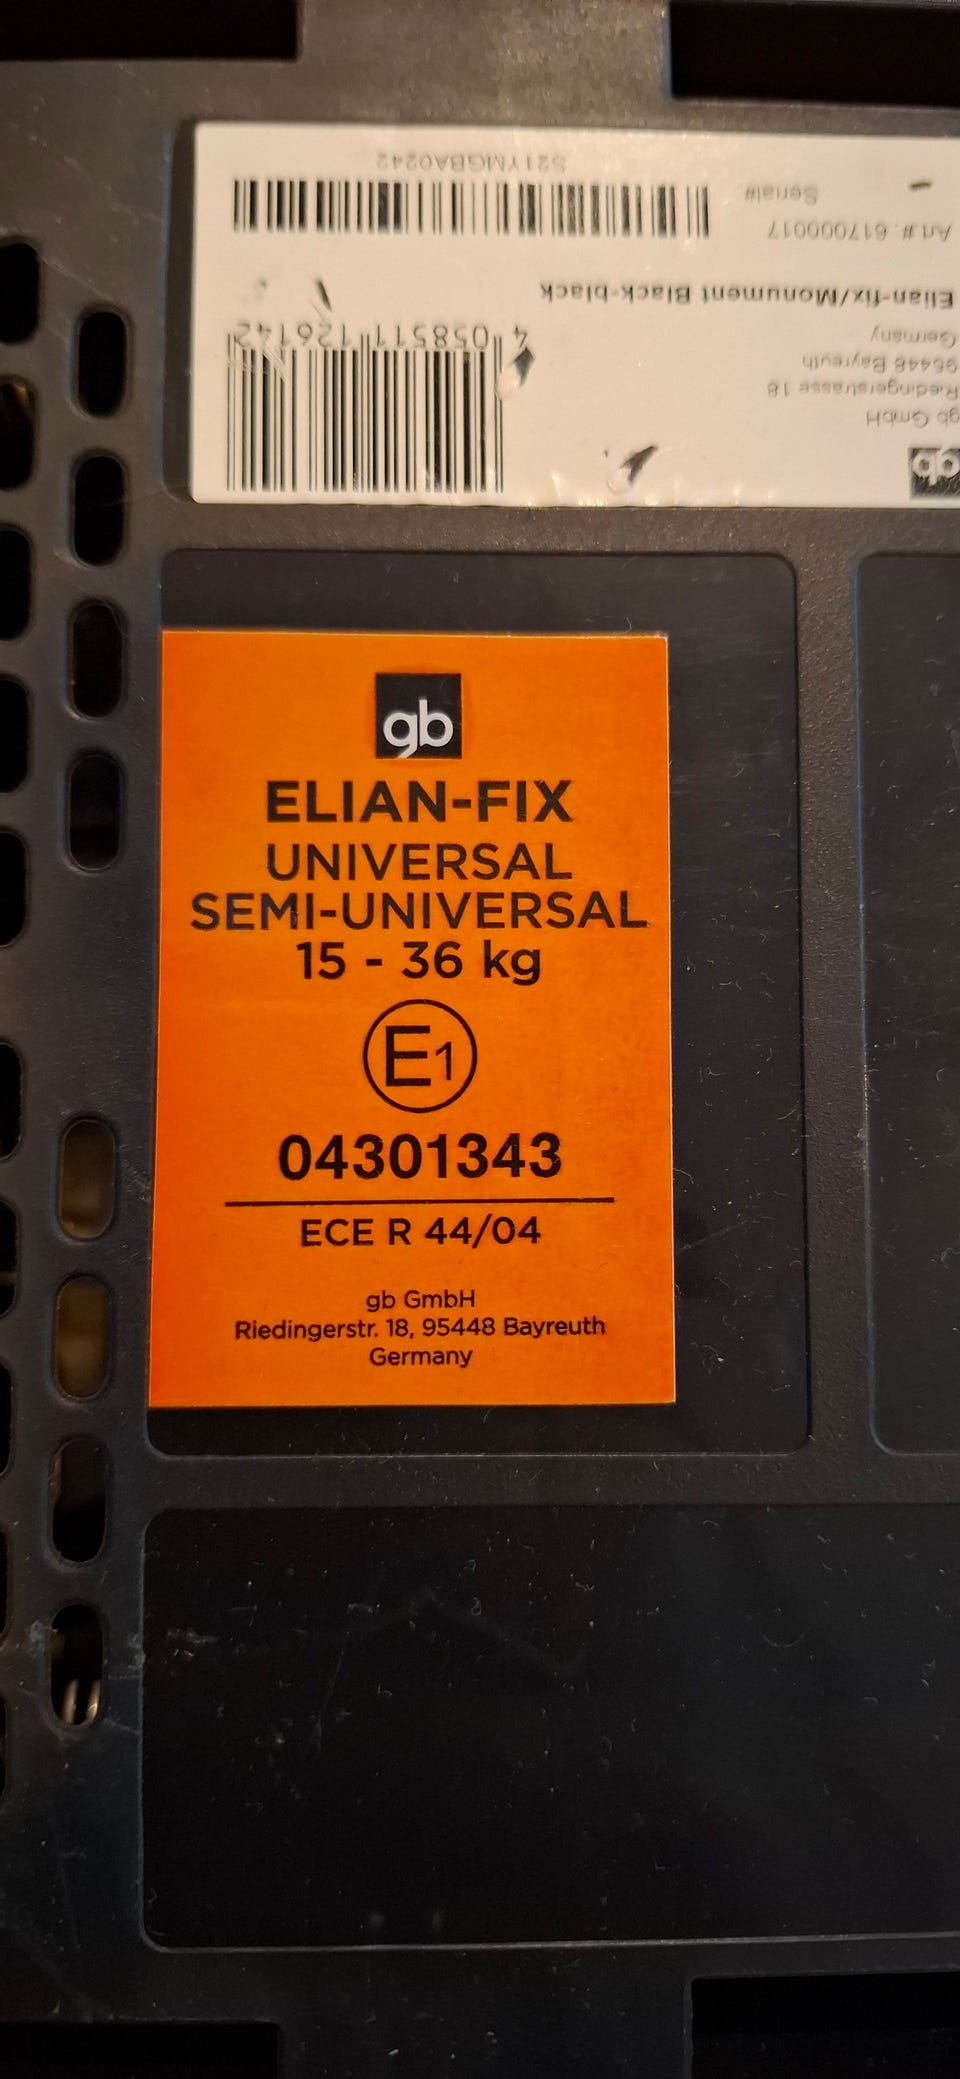 S21YMGBA0242
Serial#
Art.#: 617000017
Elian-fix/Monument Black-black
4 058511 126142
Germany
95448 Bayreuth
Riedingerstrasse 18
gb GmbH
gb
gb
ELIAN-FIX
UNIVERSAL
SEMI-UNIVERSAL
15 - 36 kg
E1
04301343
ECE R 44/04
gb GmbH
Riedingerstr. 18, 95448 Bayreuth
Germany